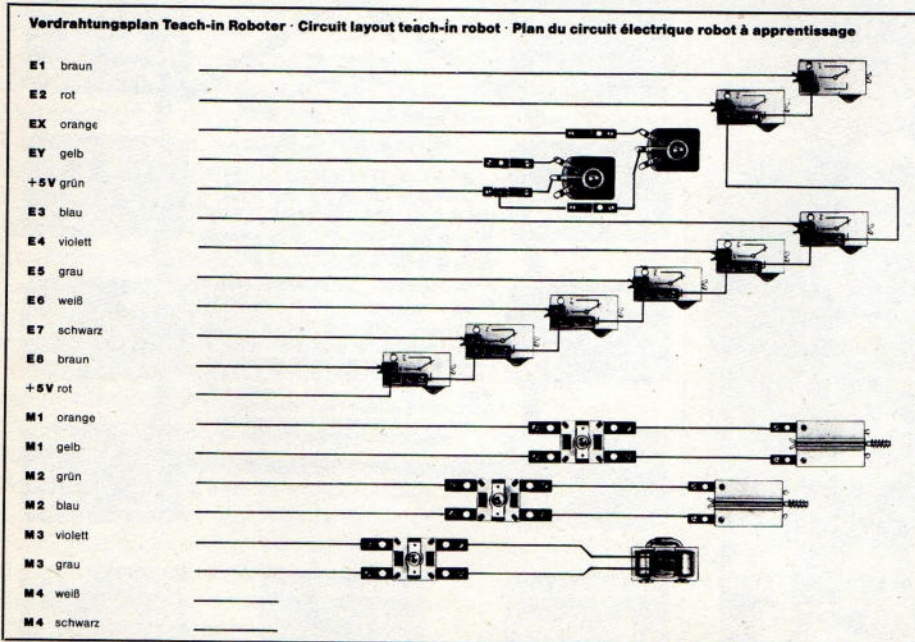 Verdrahtungsplan Teach-in Roboter · Circuit layout teach-in robot · Plan du circuit électrique robot à apprentissage
E1 braun
E2 rot
EX orange
EY gelb
+5V grün
E3 blau
E4 violett
E5 grau
E6 weiß
E7 schwarz
E8 braun
+5V rot
M1 orange
M1 gelb
M2 grün
M2 blau
M3 violett
M3 grau
M4 weiß
M4 schwarz